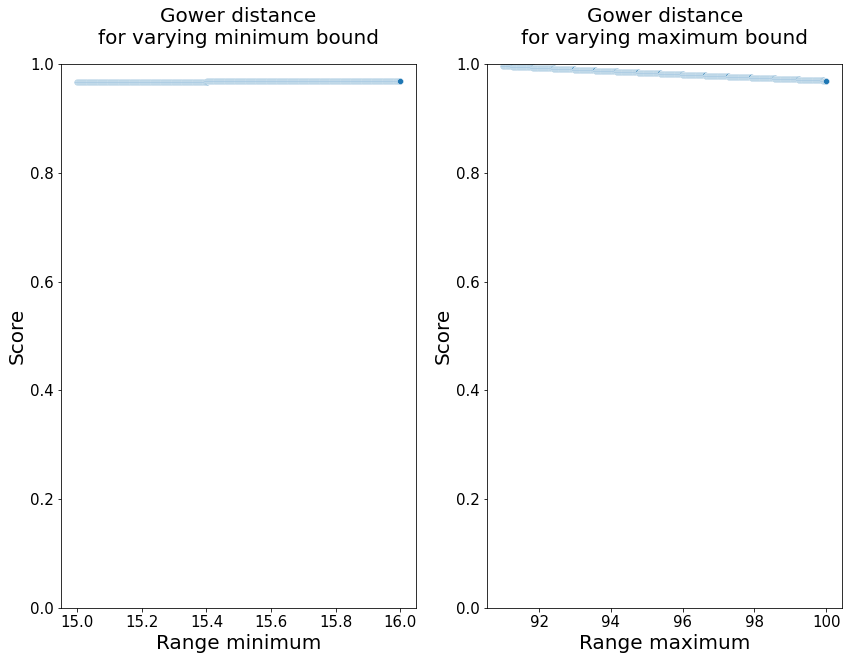 Gower distance
for varying minimum bound
Score
1.0
0.8
0.6
0.4
0.2
0.0
15.0 15.2 15.4 15.6 15.8 16.0
Range minimum
Gower distance
for varying maximum bound
Score
1.0
0.8
0.6
0.4
0.2
0.0
92 94 96 98 100
Range maximum